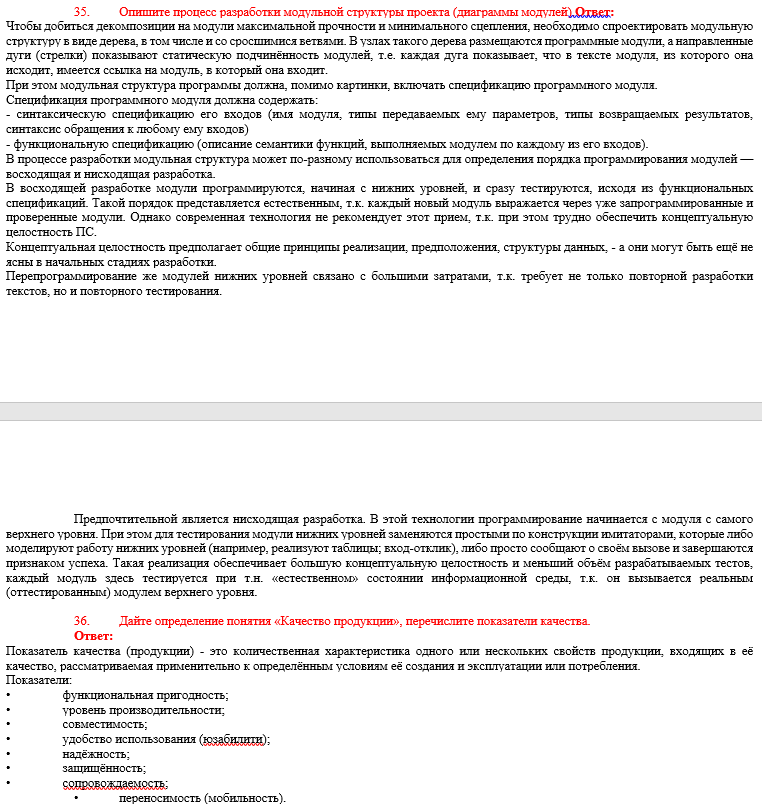 35. Опишите процесс разработки модульной структуры проекта (диаграммы модулей).Ответ:
Чтобы добиться декомпозиции на модули максимальной прочности и минимального сцепления, необходимо спроектировать модульную
структуру в виде дерева, в том числе и со сросшимися ветвями. В узлах такого дерева размещаются программные модули, а направленные
дуги (стрелки) показывают статическую подчинённость модулей, т.е. каждая дуга показывает, что в тексте модуля, из которого она
исходит, имеется ссылка на модуль, в который она входит.
При этом модульная структура программы должна, помимо картинки, включать спецификацию программного модуля.
Спецификация программного модуля должна содержать:
- синтаксическую спецификацию его входов (имя модуля, типы передаваемых ему параметров, типы возвращаемых результатов,
синтаксис обращения к любому ему входов)
- функциональную спецификацию (описание семантики функций, выполняемых модулем по каждому из его входов).
В процессе разработки модульная структура может по-разному использоваться для определения порядка программирования модулей —
восходящая и нисходящая разработка.
В восходящей разработке модули программируются, начиная с нижних уровней, и сразу тестируются, исходя из функциональных
спецификаций. Такой порядок представляется естественным, т.к. каждый новый модуль выражается через уже запрограммированные и
проверенные модули. Однако современная технология не рекомендует этот прием, т.к. при этом трудно обеспечить концептуальную
целостность ПС.
Концептуальная целостность предполагает общие принципы реализации, предположения, структуры данных, - а они могут быть ещё не
ясны в начальных стадиях разработки.
Перепрограммирование же модулей нижних уровней связано с большими затратами, т.к. требует не только повторной разработки
текстов, но и повторного тестирования.
Предпочтительной является нисходящая разработка. В этой технологии программирование начинается с модуля с самого
верхнего уровня. При этом для тестирования модули нижних уровней заменяются простыми по конструкции имитаторами, которые либо
моделируют работу нижних уровней (например, реализуют таблицы; вход-отклик), либо просто сообщают о своём вызове и завершаются
признаком успеха. Такая реализация обеспечивает большую концептуальную целостность и меньший объём разрабатываемых тестов,
каждый модуль здесь тестируется при т.н. «естественном» состоянии информационной среды, т.к. он вызывается реальным
(оттестированным) модулем верхнего уровня.
36. Дайте определение понятия «Качество продукции», перечислите показатели качества.
Ответ:
Показатель качества (продукции) - это количественная характеристика одного или нескольких свойств продукции, входящих в её
качество, рассматриваемая применительно к определённым условиям её создания и эксплуатации или потребления.
Показатели:
• функциональная пригодность;
• уровень производительности;
• совместимость;
• удобство использования (юзабилити);
• надёжность;
• защищённость;
• сопровождаемость;
• переносимость (мобильность).